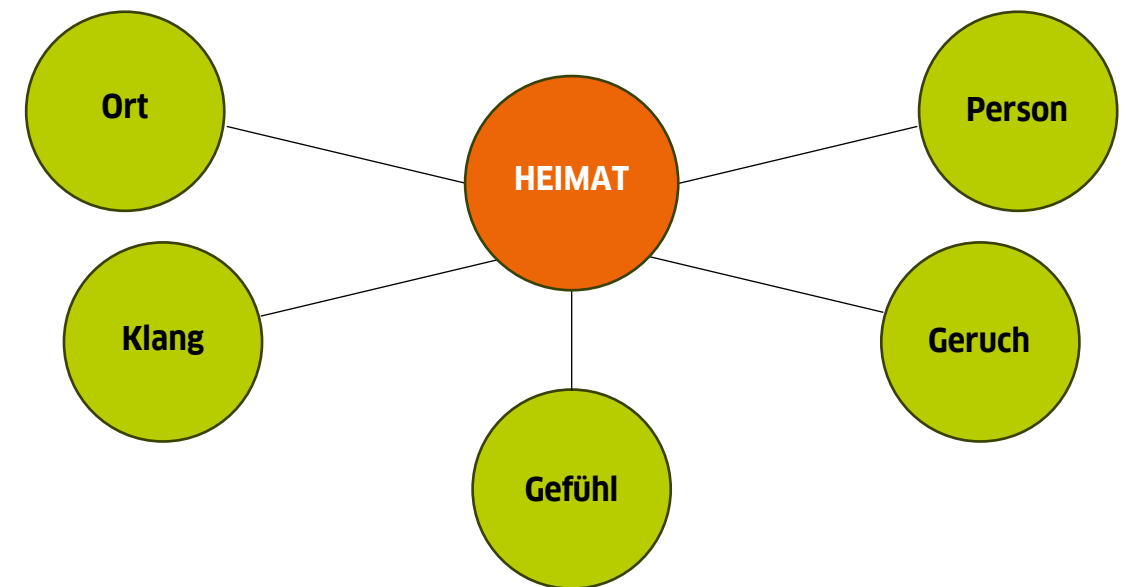 Ort
HEIMAT
Person
Klang
Geruch
Gefühl